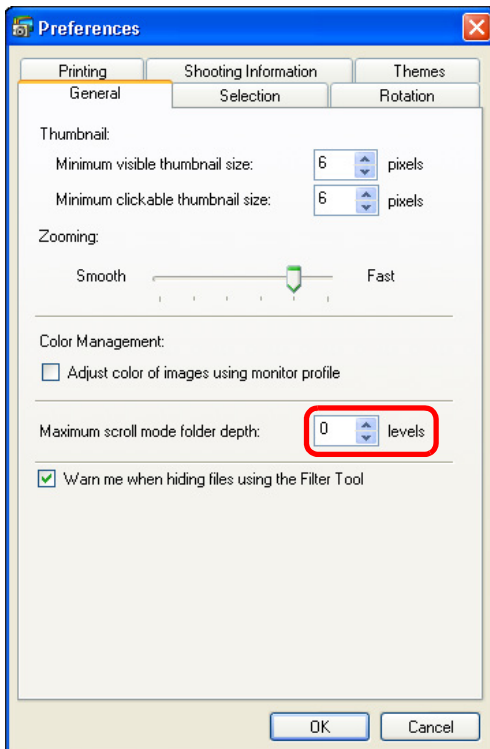 Preferences
Printing Shooting Information Themes
General Selection Rotation
Thumbnail:
Minimum visible thumbnail size: 6 pixels
Minimum clickable thumbnail size: 6 pixels
Zooming:
Smooth Fast
Color Management:
Adjust color of images using monitor profile
Maximum scroll mode folder depth: 0 levels
Warn me when hiding files using the Filter Tool
OK Cancel